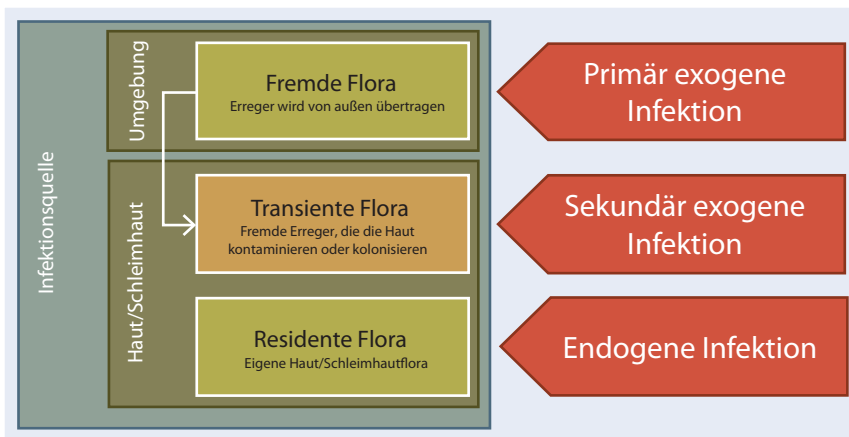 Infektionsquelle
Umgebung
Fremde Flora
Erreger wird von außen übertragen
Primär exogene
Infektion
Haut/Schleimhaut
Transiente Flora
Fremde Erreger, die die Haut
kontaminieren oder kolonisieren
Sekundär exogene
Infektion
Residente Flora
Eigene Haut/Schleimhautflora
Endogene Infektion